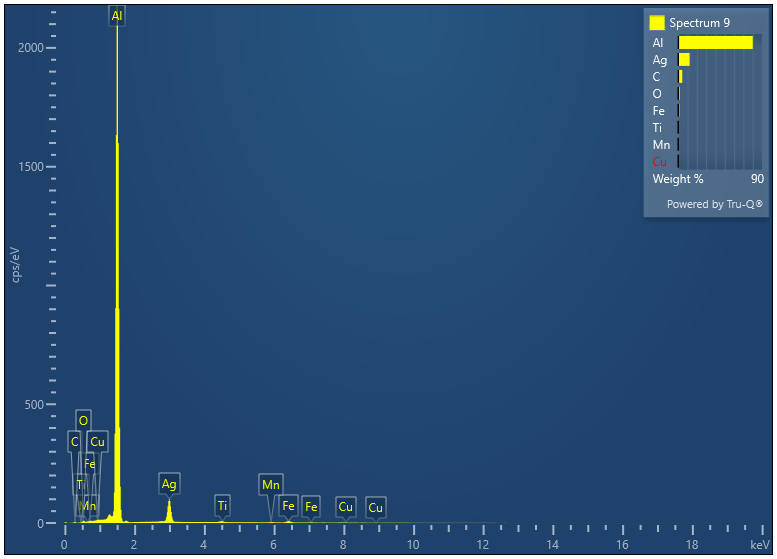 Al
2000
1500
cps/eV
500
O
C
Cu
Fe
Ti
Mn
0
Ag
Ti
Mn
Fe
Fe
Cu
Cu
0 2 4 6 8 10 12 14 16 18 keV
Spectrum 9
Al
Ag
C
O
Fe
Ti
Mn
Cu
Weight % 90
Powered by Tru-Q®